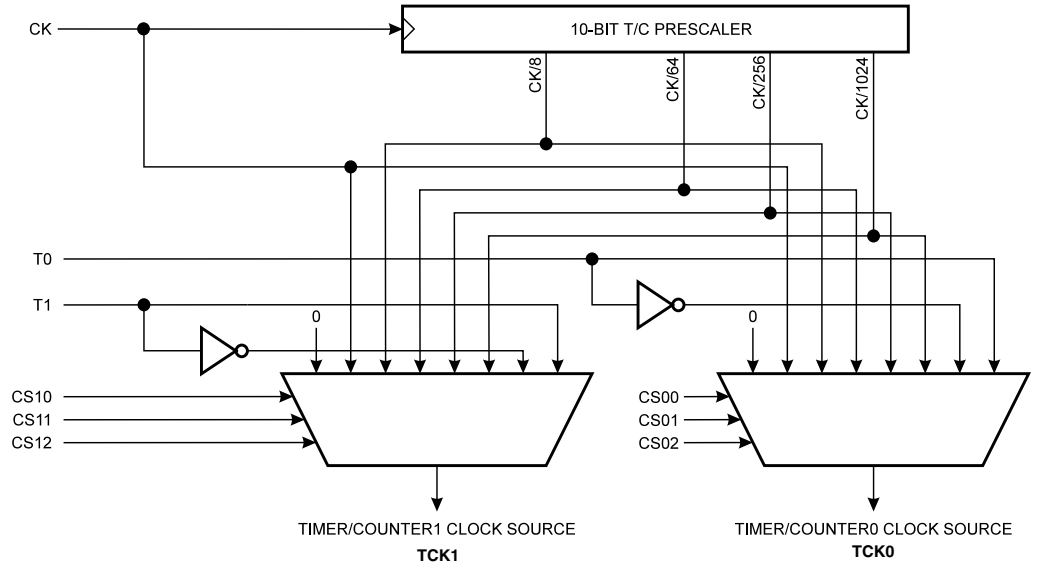 CK
10-BIT T/C PRESCALER
CK/8
CK/64
CK/256
CK/1024
T0
T1
0
0
CS10
CS11
CS12
CS00
CS01
CS02
TIMER/COUNTER1 CLOCK SOURCE
TCK1
TIMER/COUNTER0 CLOCK SOURCE
TCK0